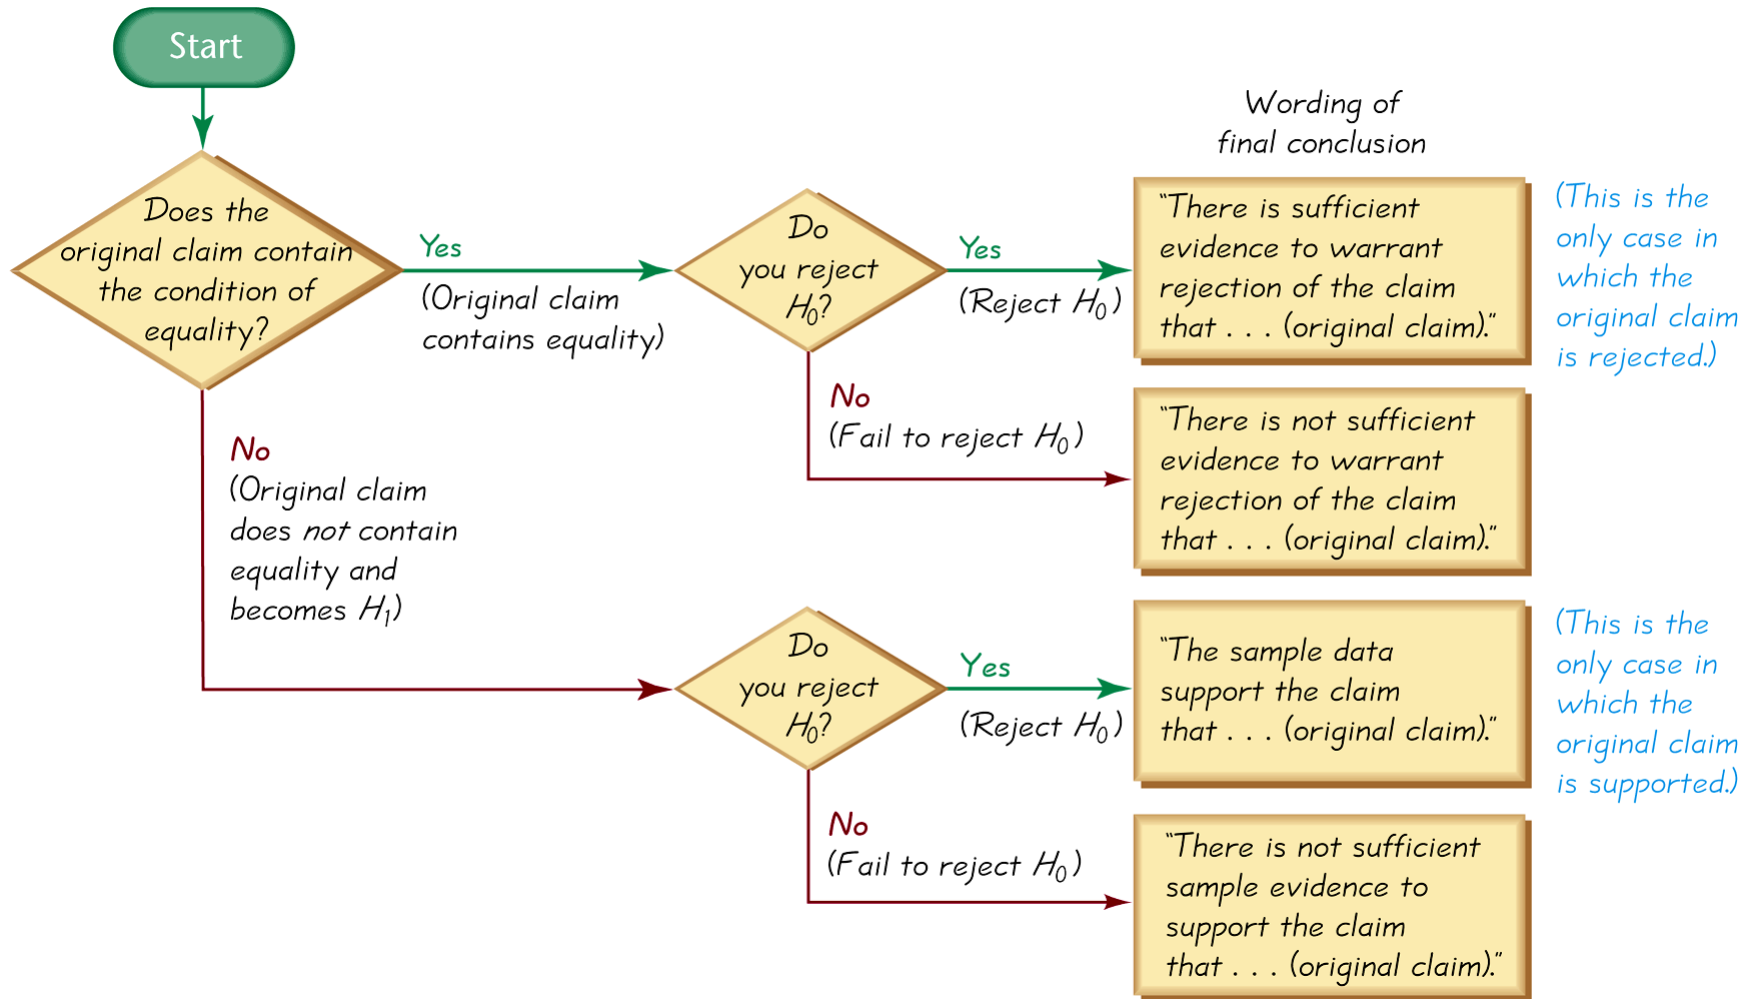 Start
Does the
original claim contain
the condition of
equality?
Yes
(Original claim
contains equality)
Do
you reject
H₀?
Yes
(Reject H₀)
Wording of
final conclusion
“There is sufficient
evidence to warrant
rejection of the claim
that . . . (original claim).”
(This is the
only case in
which the
original claim
is rejected.)
No
(Fail to reject H₀)
“There is not sufficient
evidence to warrant
rejection of the claim
that . . . (original claim).”
No
(Original claim
does not contain
equality and
becomes H₁)
Do
you reject
H₀?
Yes
(Reject H₀)
“The sample data
support the claim
that . . . (original claim).”
(This is the
only case in
which the
original claim
is supported.)
No
(Fail to reject H₀)
“There is not sufficient
sample evidence to
support the claim
that . . . (original claim).”